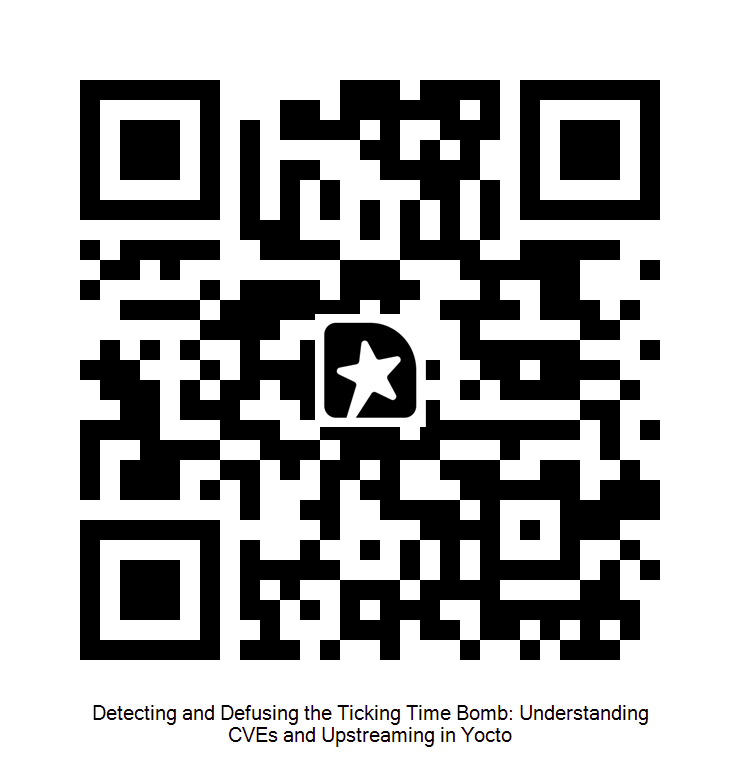 Detecting and Defusing the Ticking Time Bomb: Understanding
CVEs and Upstreaming in Yocto